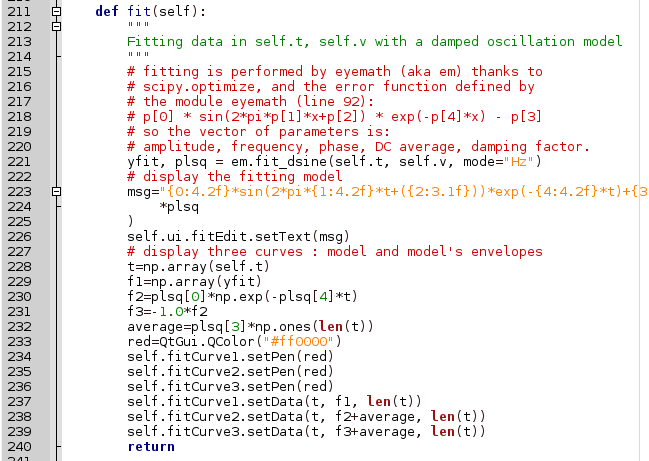 211 def fit(self):
212 """
213 Fitting data in self.t, self.v with a damped oscillation model
214 """
215 # fitting is performed by eyemath (aka em) thanks to
216 # scipy.optimize, and the error function defined by
217 # the module eyemath (line 92):
218 # p[0] * sin(2*pi*p[1]*x+p[2]) * exp(-p[4]*x) - p[3]
219 # so the vector of parameters is:
220 # amplitude, frequency, phase, DC average, damping factor.
221 yfit, plsq = em.fit_dsine(self.t, self.v, mode="Hz")
222 # display the fitting model
223 msg="{0:4.2f}*sin(2*pi*{1:4.2f}*t+({2:3.1f}))*exp(-{4:4.2f}*t)+{3
224 *plsq
225 )
226 self.ui.fitEdit.setText(msg)
227 # display three curves : model and model's envelopes
228 t=np.array(self.t)
229 f1=np.array(yfit)
230 f2=plsq[0]*np.exp(-plsq[4]*t)
231 f3=-1.0*f2
232 average=plsq[3]*np.ones(len(t))
233 red=QtGui.QColor("#ff0000")
234 self.fitCurve1.setPen(red)
235 self.fitCurve2.setPen(red)
236 self.fitCurve3.setPen(red)
237 self.fitCurve1.setData(t, f1, len(t))
238 self.fitCurve2.setData(t, f2+average, len(t))
239 self.fitCurve3.setData(t, f3+average, len(t))
240 return